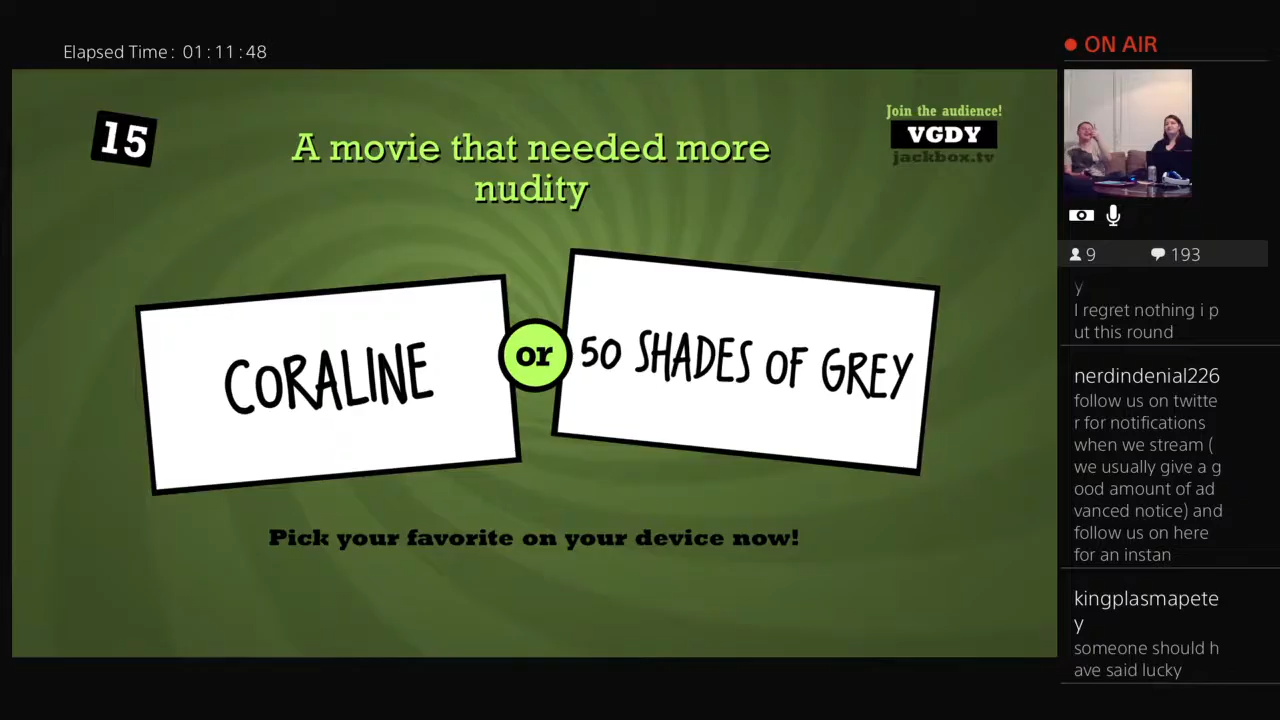 Elapsed Time: 01:11:48
ON AIR
15
A movie that needed more
nudity
Join the audience!
VGDY
jackbox.tv
CORALINE
or
50 SHADES OF GREY
Pick your favorite on your device now!
9
193
y
I regret nothing i p
ut this round
nerdindenial226
follow us on twitte
r for notifications
when we stream (
we usually give a g
ood amount of ad
vanced notice) and
follow us on here
for an instan
kingplasmapete
y
someone should h
ave said lucky